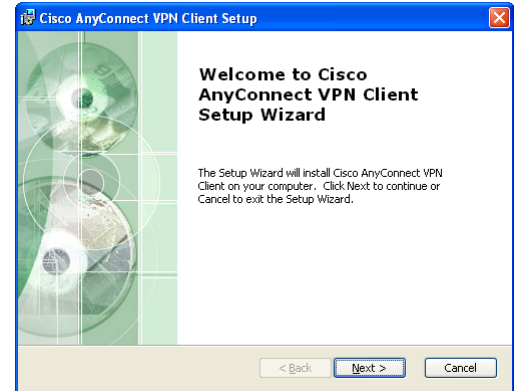 Cisco AnyConnect VPN Client Setup
Welcome to Cisco
AnyConnect VPN Client
Setup Wizard
The Setup Wizard will install Cisco AnyConnect VPN
Client on your computer. Click Next to continue or
Cancel to exit the Setup Wizard.
< Back
Next >
Cancel